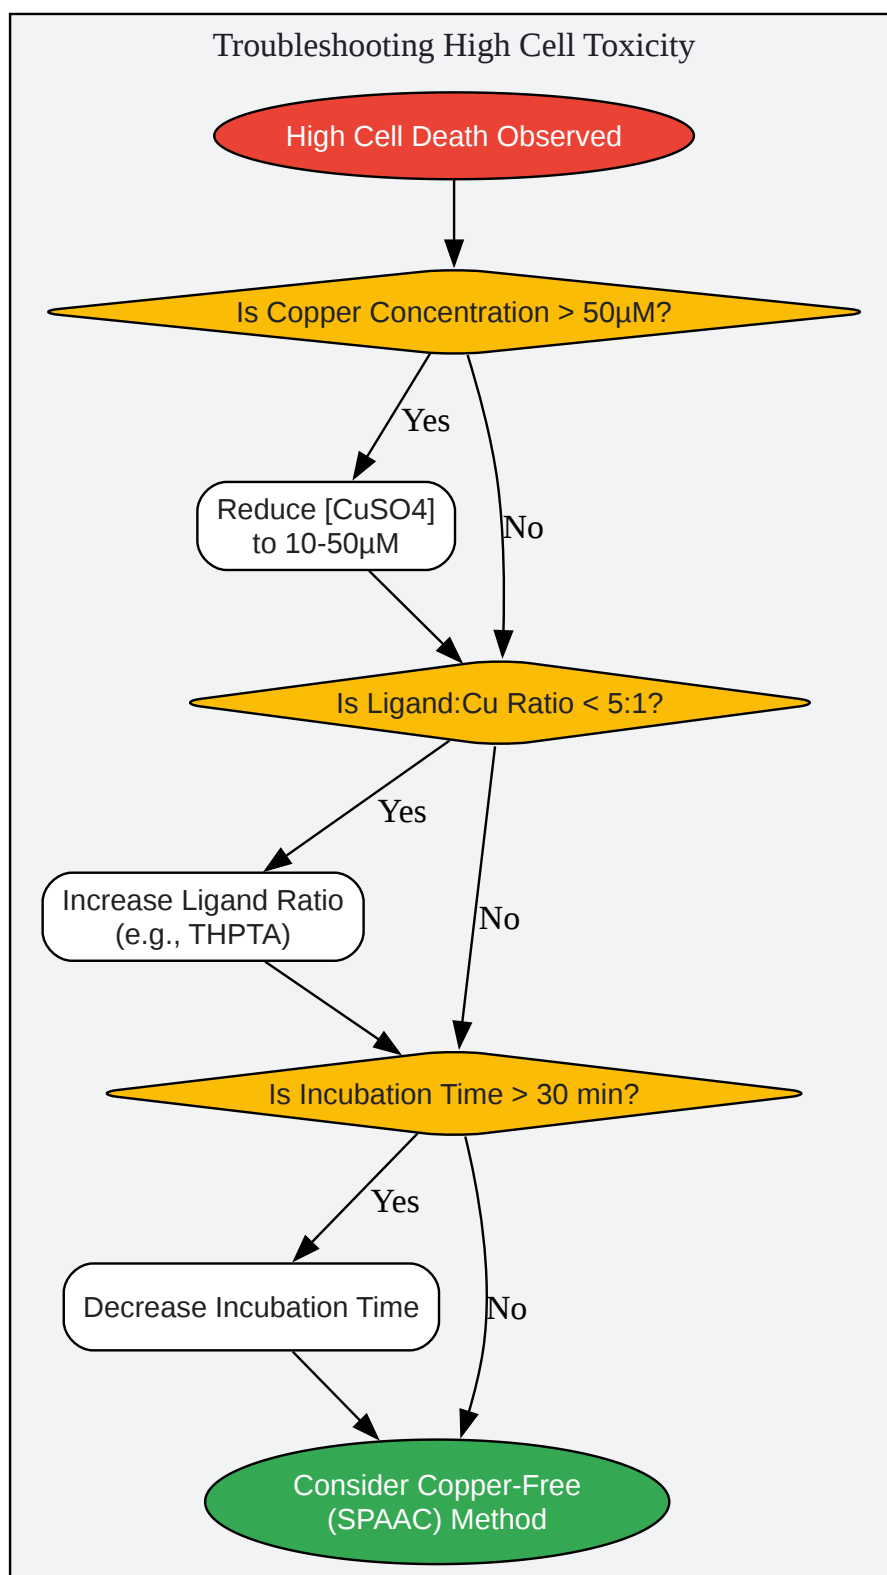 Troubleshooting High Cell Toxicity
High Cell Death Observed
Is Copper Concentration > 50µM?
Yes
Reduce [CuSO4]
to 10-50µM
No
Is Ligand:Cu Ratio < 5:1?
Yes
Increase Ligand Ratio
(e.g., THPTA)
No
Is Incubation Time > 30 min?
Yes
Decrease Incubation Time
No
Consider Copper-Free
(SPAAC) Method